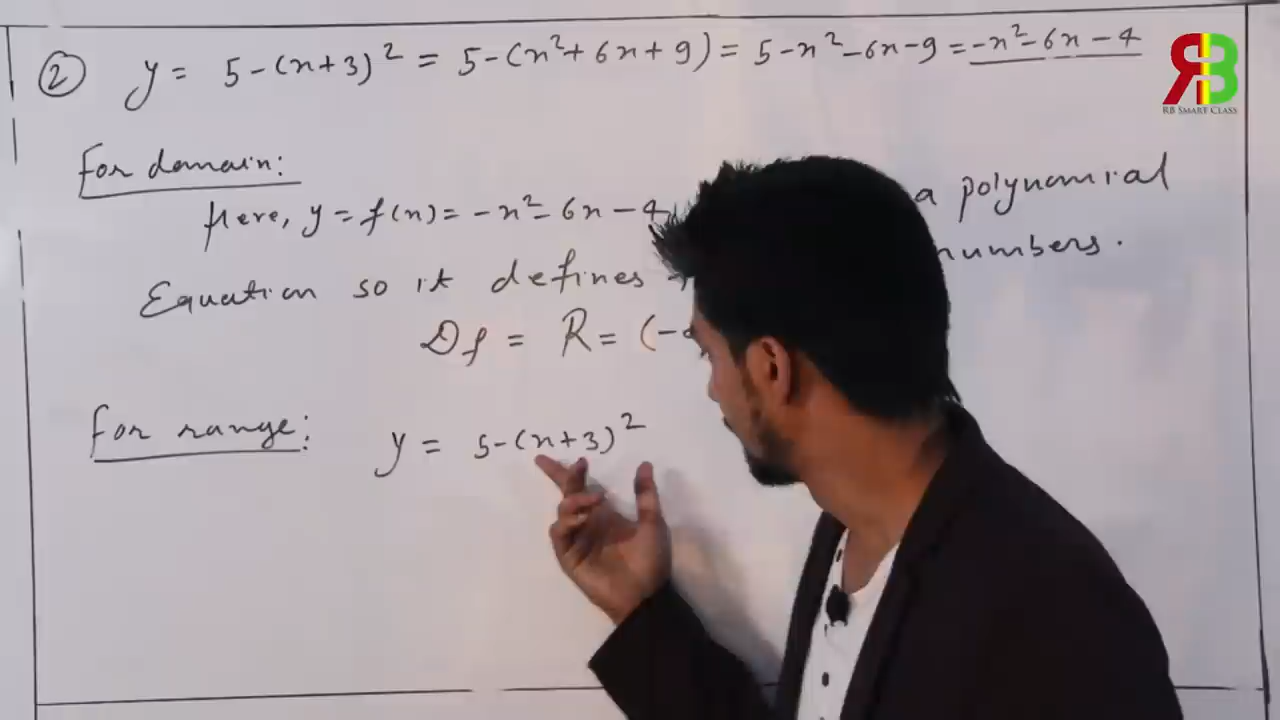 ② y = 5-(x+3)² = 5-(x²+6x+9) = 5-x²-6x-9 = -x²-6x-4
RB SMART CLASS
For domain:
Here, y = f(x) = -x²-6x-4 a polynomial
Equation so it defines numbers.
Df = R = (-
For range: y = 5-(x+3)²